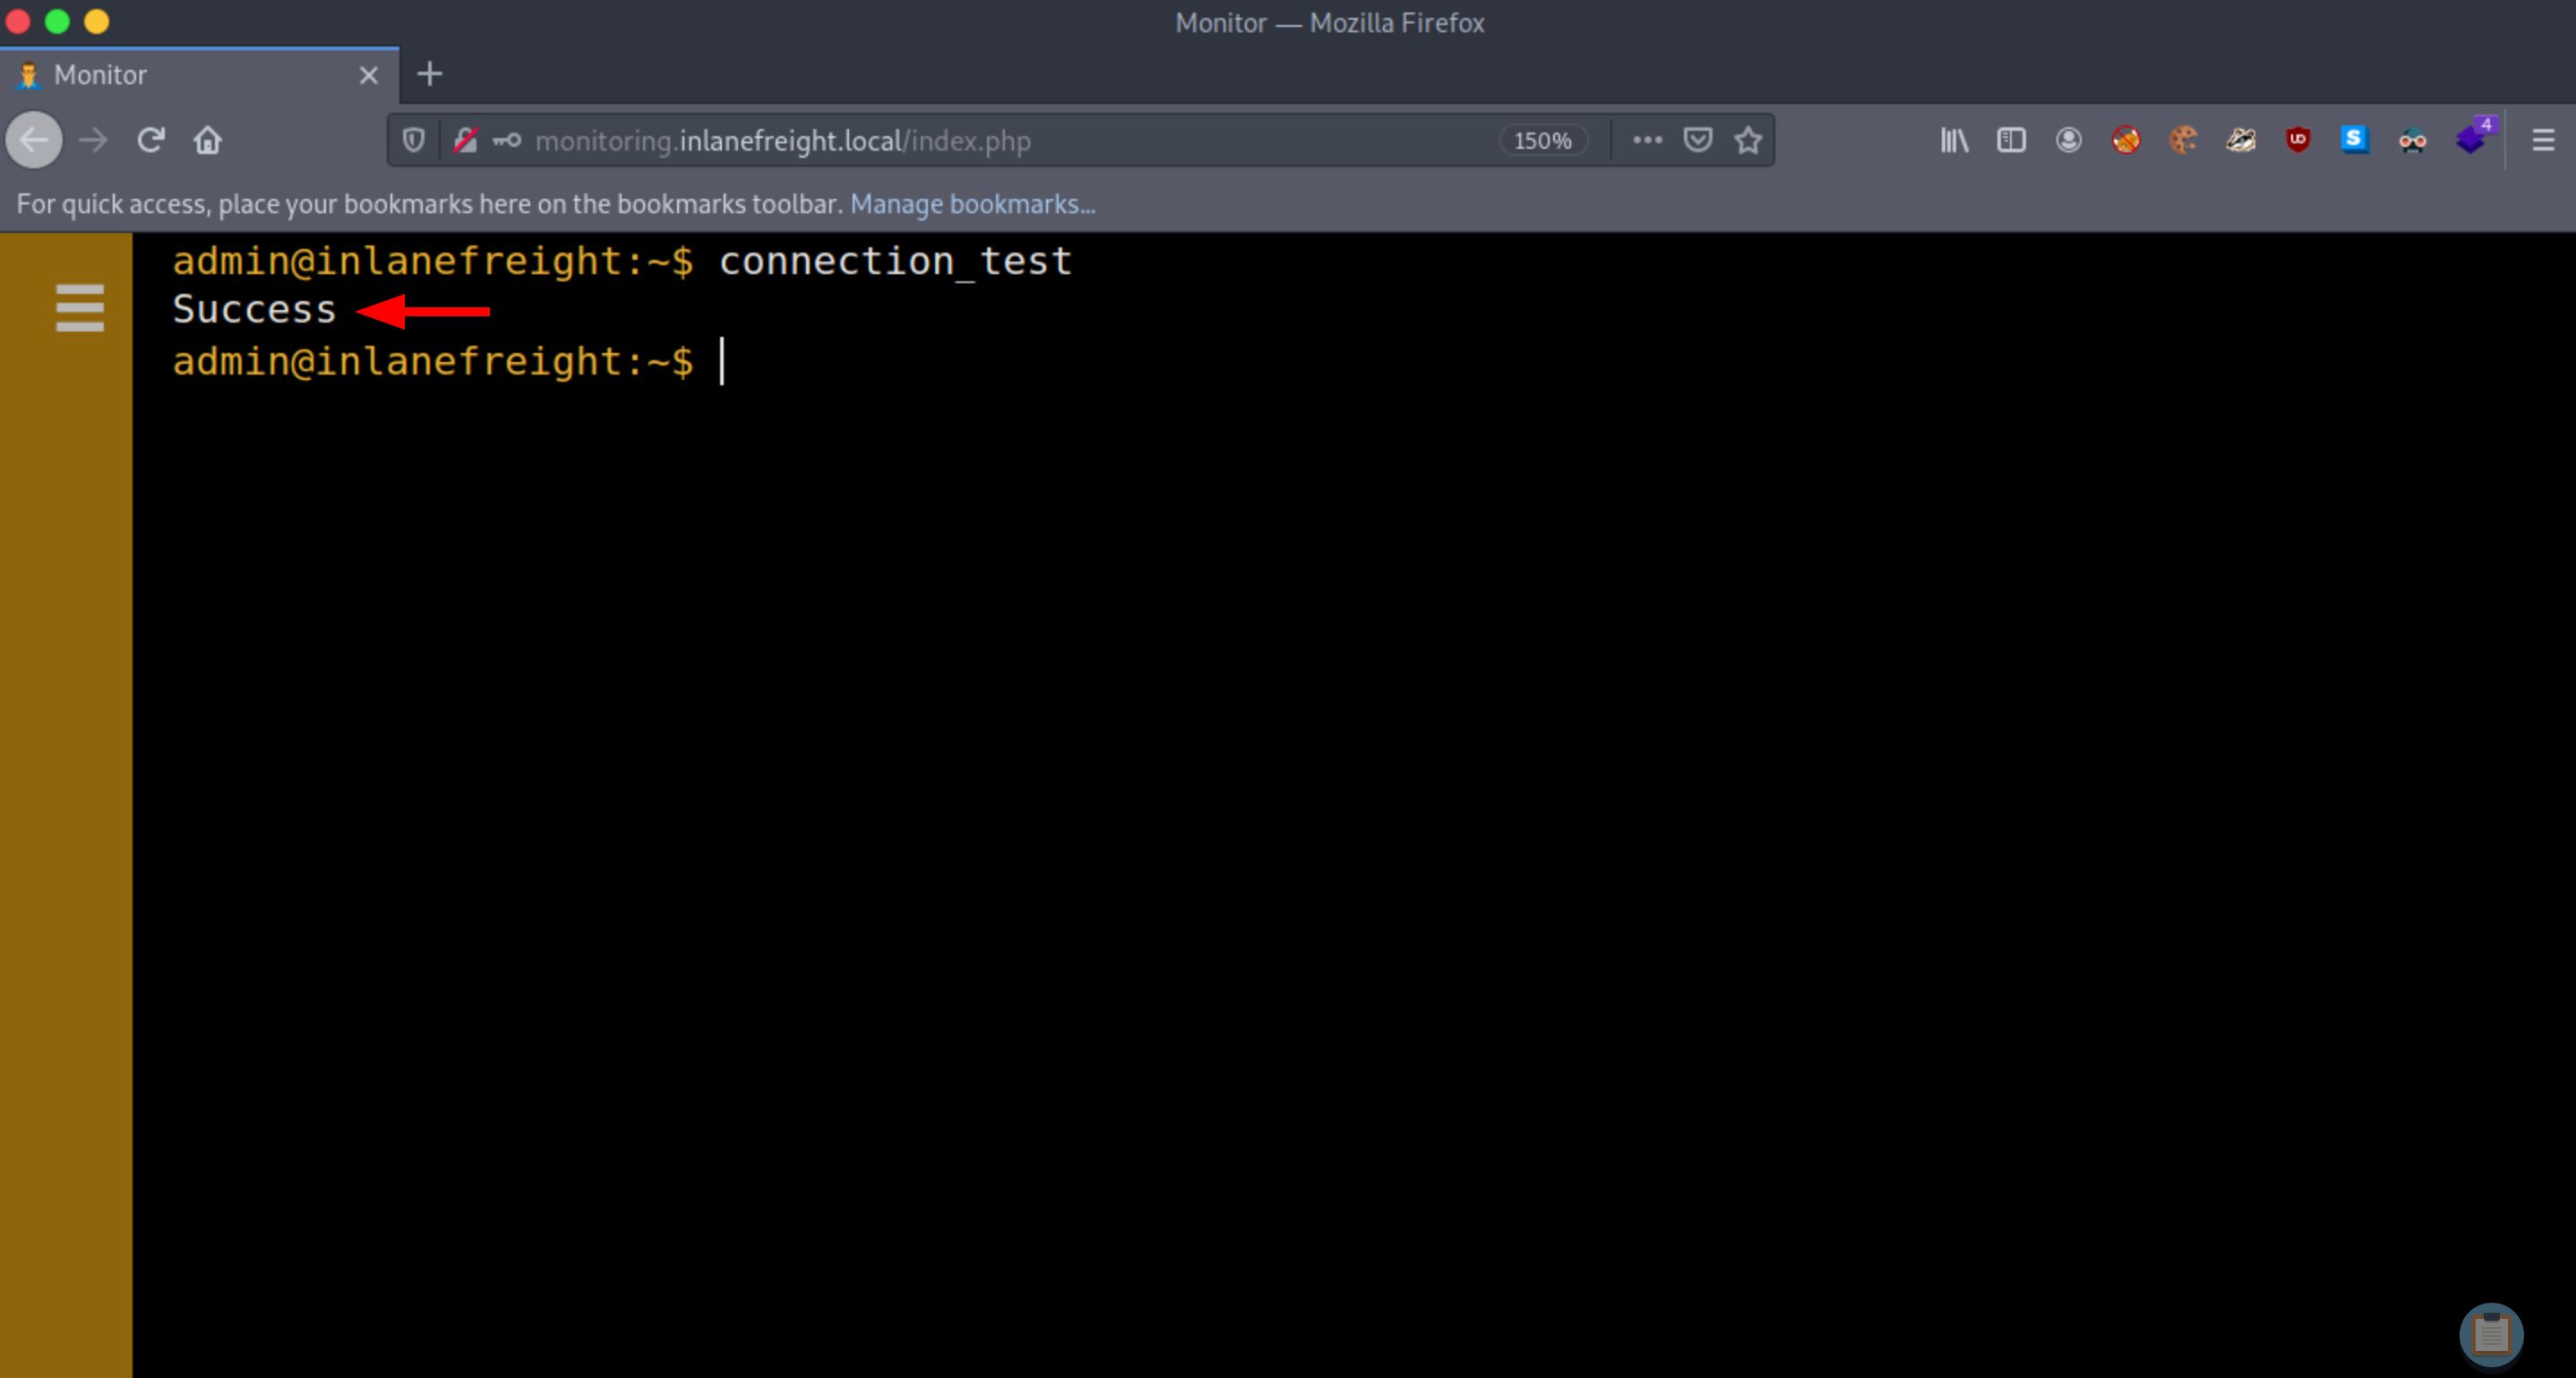 Monitor — Mozilla Firefox
Monitor
monitoring.inlanefreight.local/index.php
150%
4
For quick access, place your bookmarks here on the bookmarks toolbar. Manage bookmarks...
admin@inlanefreight:~$ connection_test
Success
admin@inlanefreight:~$